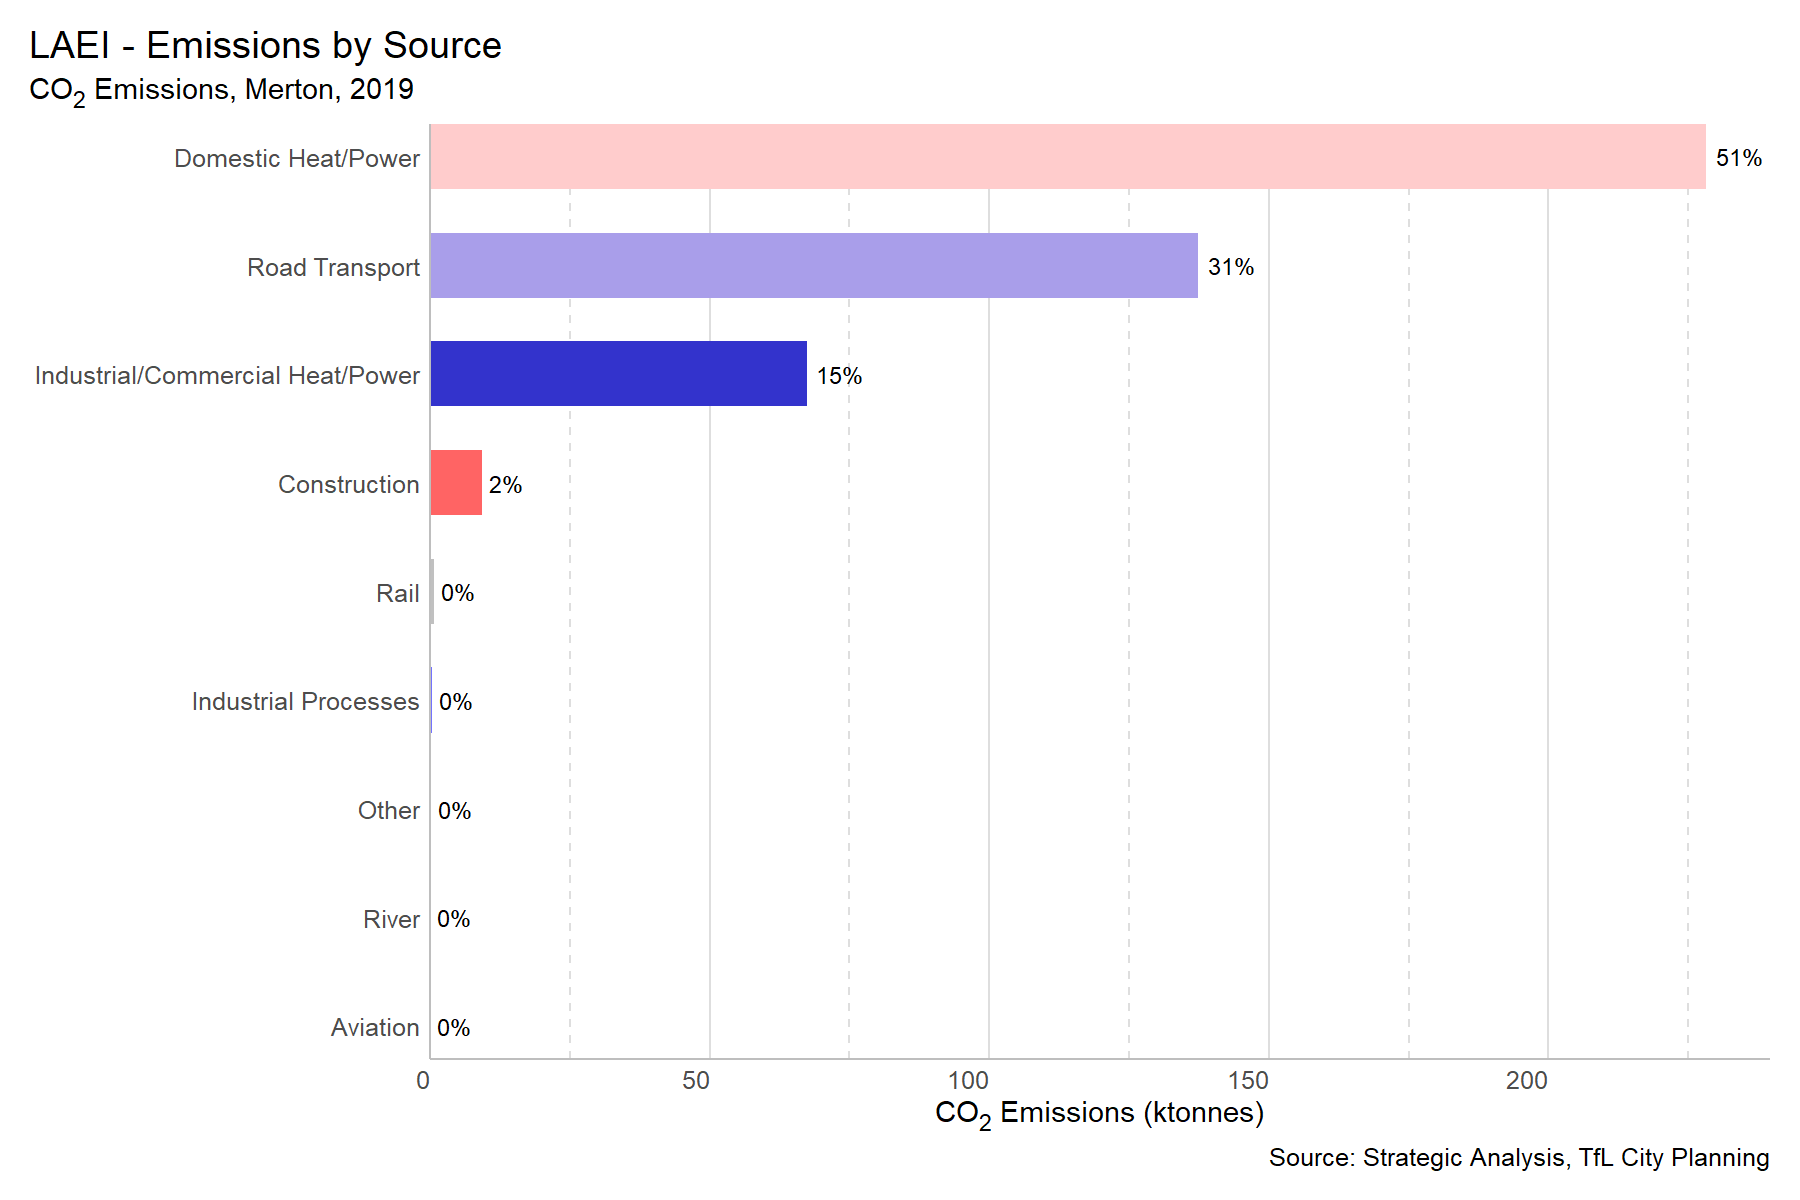 LAEI - Emissions by Source
CO₂ Emissions, Merton, 2019
Domestic Heat/Power 51%
Road Transport 31%
Industrial/Commercial Heat/Power 15%
Construction 2%
Rail 0%
Industrial Processes 0%
Other 0%
River 0%
Aviation 0%
0 50 100 150 200
CO₂ Emissions (ktonnes)
Source: Strategic Analysis, TfL City Planning